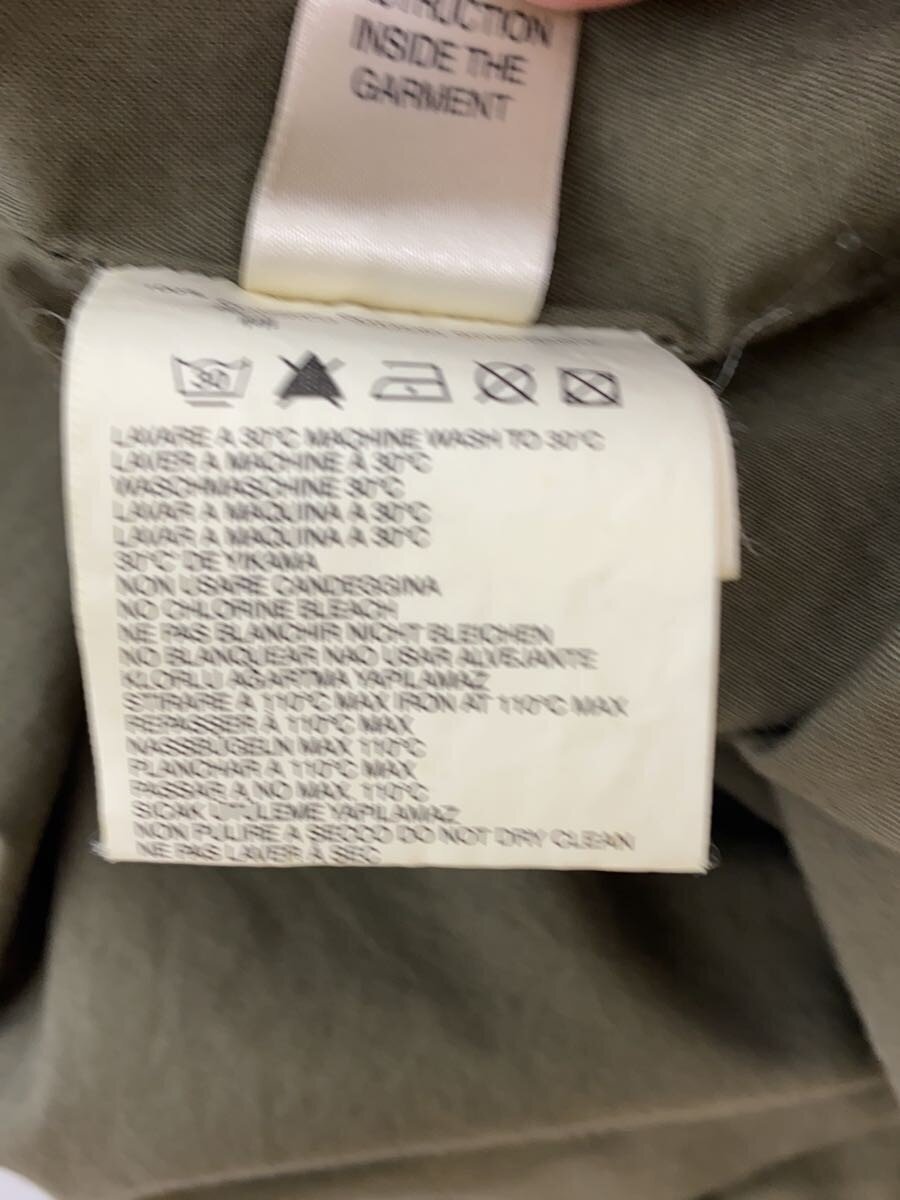 INSIDE THE
GARMENT
30
LAVARE A 30°C MACHINE WASH TO 30°C
LAVER A MACHINE A 30°C
WASCHMASCHINE 30°C
LAVAR A MAQUINA A 30°C
LAVAR A MAQUINA A 30°C
30°C DE YIKAMA
NON USARE CANDEGGINA
NO CHLORINE BLEACH
NE PAS BLANCHIR NICHT BLEICHEN
NO BLANQUEAR NAO USAR ALVEJANTE
KLORLU AGARTMA YAPILAMAZ
STIRARE A 110°C MAX IRON AT 110°C MAX
REPASSER À 110°C MAX
NASSBÜGELN MAX 110°C
PLANCHAR A 110°C MAX
PASSAR A NO MAX. 110°C
SICAK UTULEME YAPILAMAZ
NON PULIRE A SECCO DO NOT DRY CLEAN
NE PAS LAVER À SEC